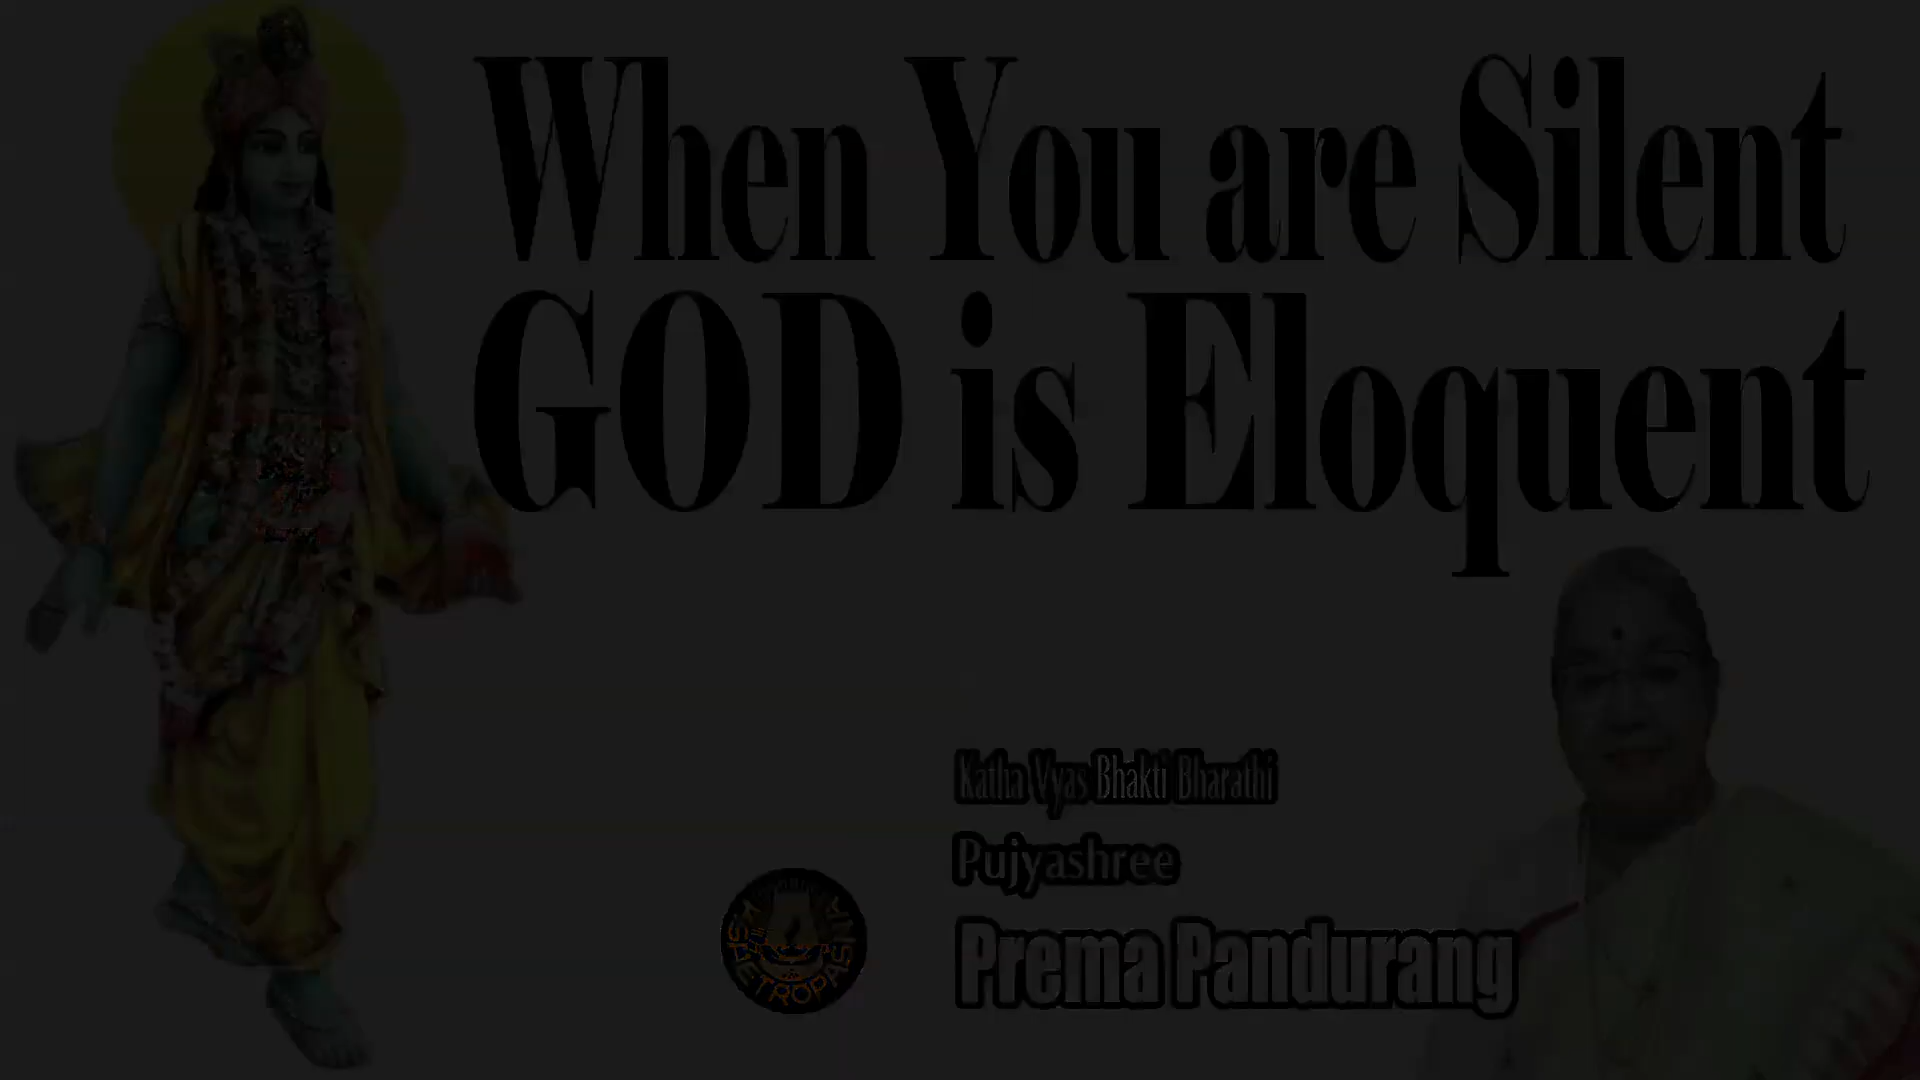 When You are Silent
GOD is Eloquent
Katha Vyas Bhakti Bharathi
Pujyashree
Prema Pandurang